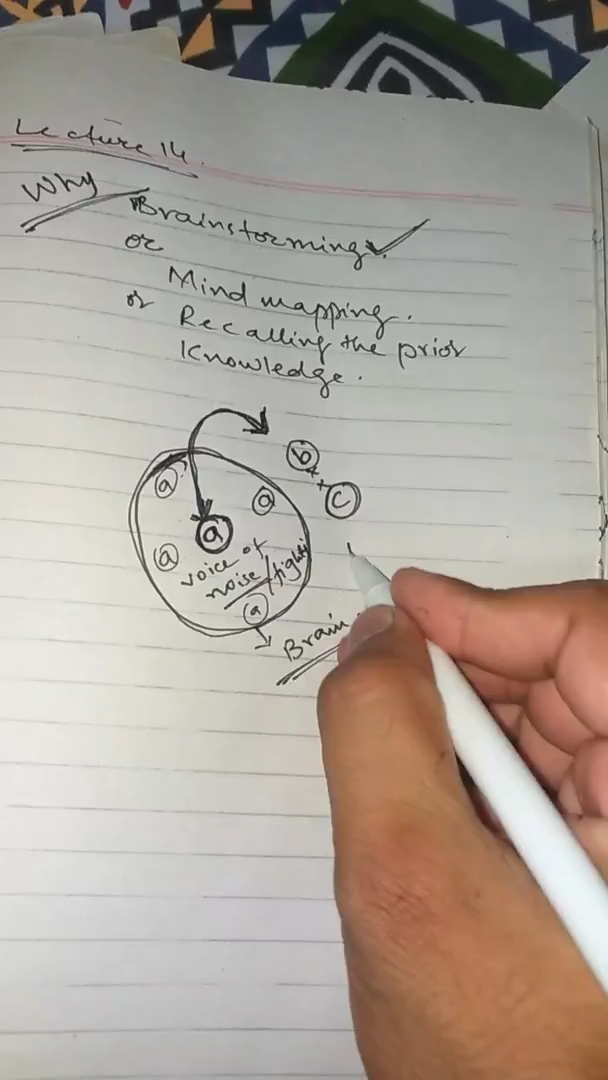 Lecture 14.
Why
Brainstorming.
or
Mind mapping.
or Recalling the prior
Knowledge.
b
a
a
c
a
a
voice of
noise/fight
a
Brain